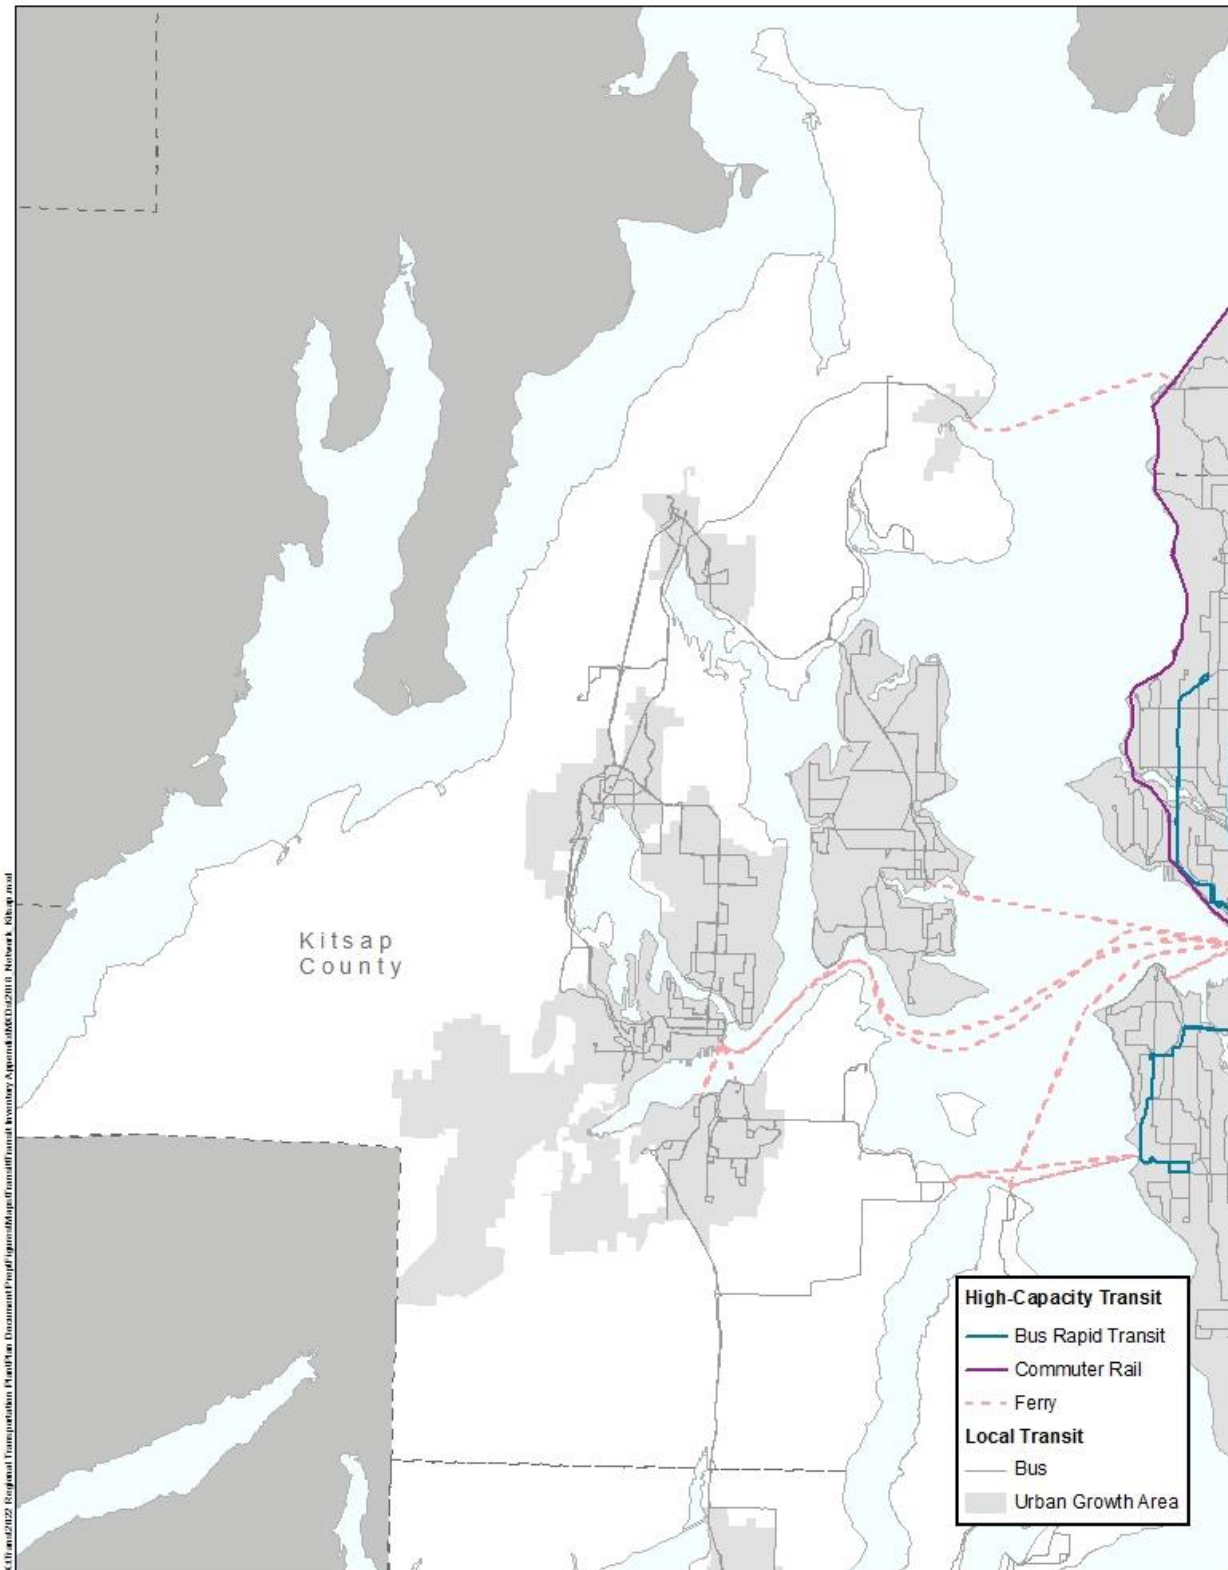 Kitsap
County
High-Capacity Transit
Bus Rapid Transit
Commuter Rail
Ferry
Local Transit
Bus
Urban Growth Area